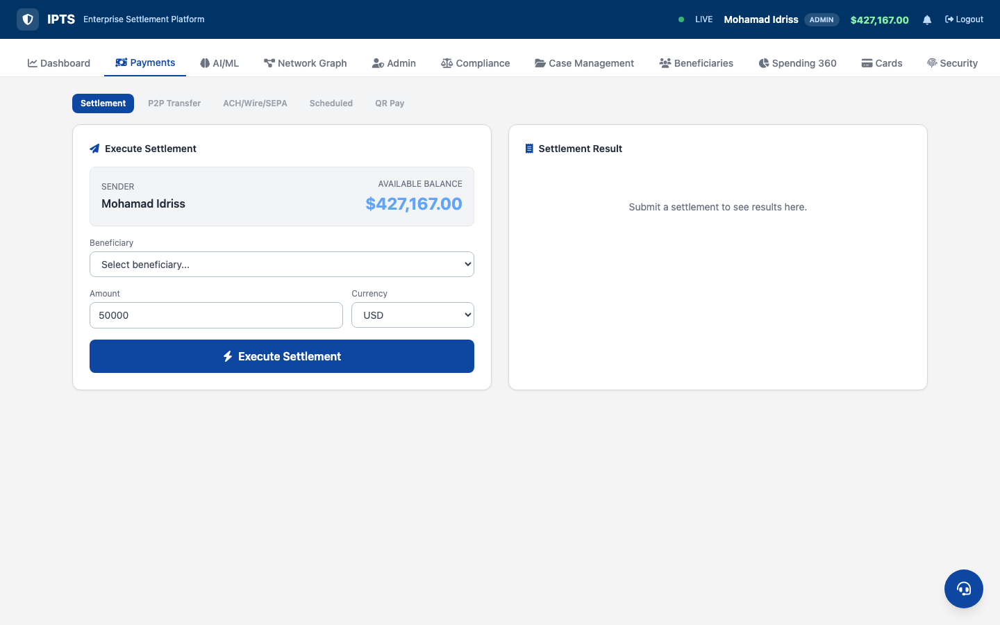 IPTS Enterprise Settlement Platform
LIVE Mohamad Idriss ADMIN $427,167.00 Logout
Dashboard Payments AI/ML Network Graph Admin Compliance Case Management Beneficiaries Spending 360 Cards Security
Settlement P2P Transfer ACH/Wire/SEPA Scheduled QR Pay
Execute Settlement
SENDER
Mohamad Idriss
AVAILABLE BALANCE
$427,167.00
Beneficiary
Select beneficiary...
Amount
50000
Currency
USD
Execute Settlement
Settlement Result
Submit a settlement to see results here.